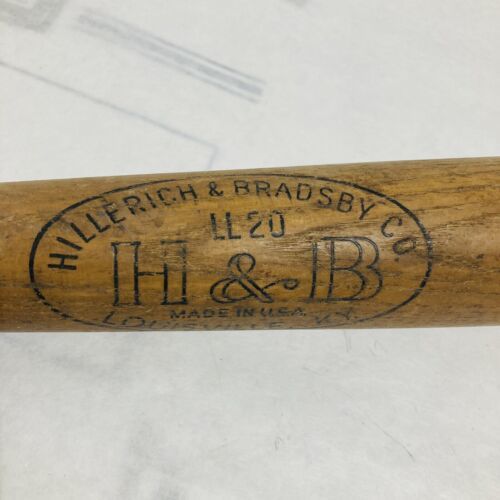 HILLERICH & BRADSBY CO
LL20
H & B
MADE IN U.S.A.
LOUISVILLE, KY.